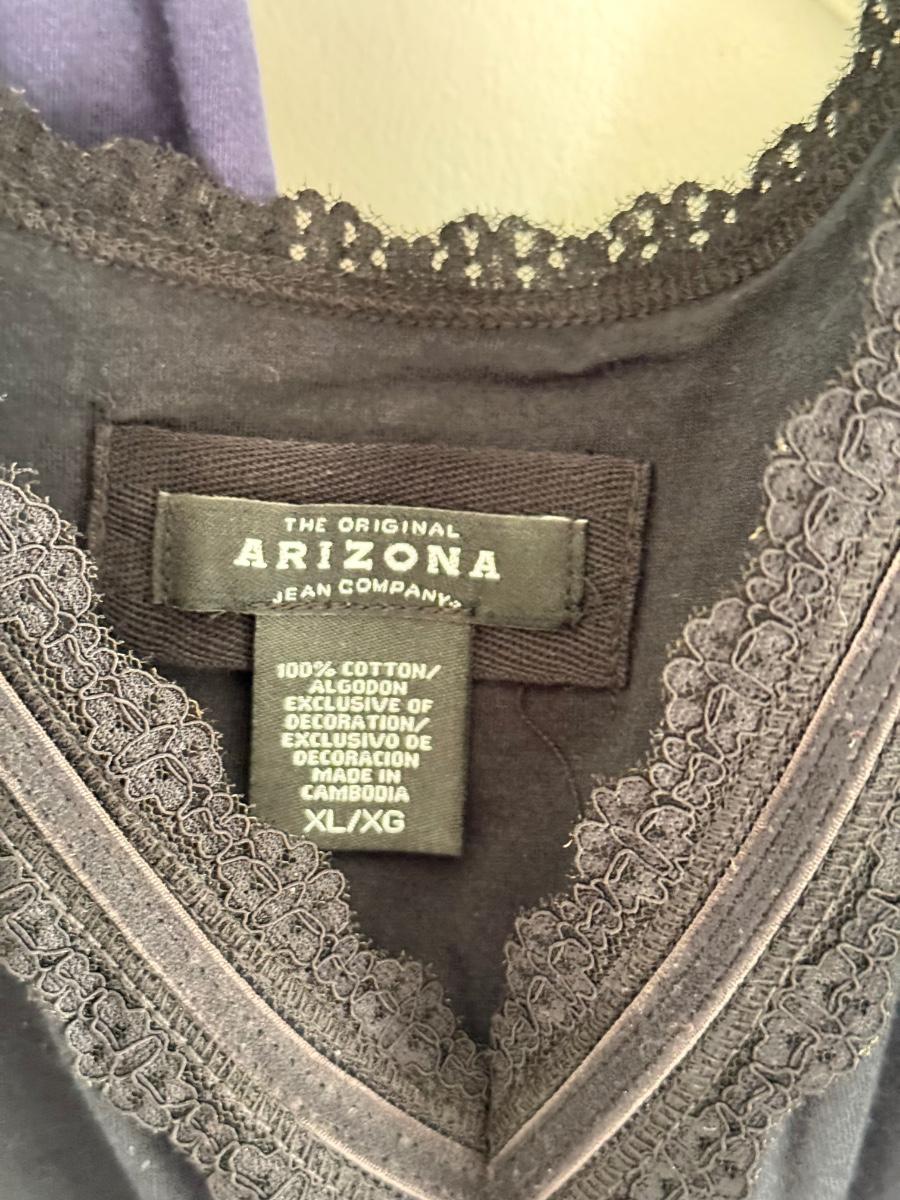 THE ORIGINAL
ARIZONA
JEAN COMPANY
100% COTTON/
ALGODON
EXCLUSIVE OF
DECORATION/
EXCLUSIVO DE
DECORACION
MADE IN
CAMBODIA
XL/XG